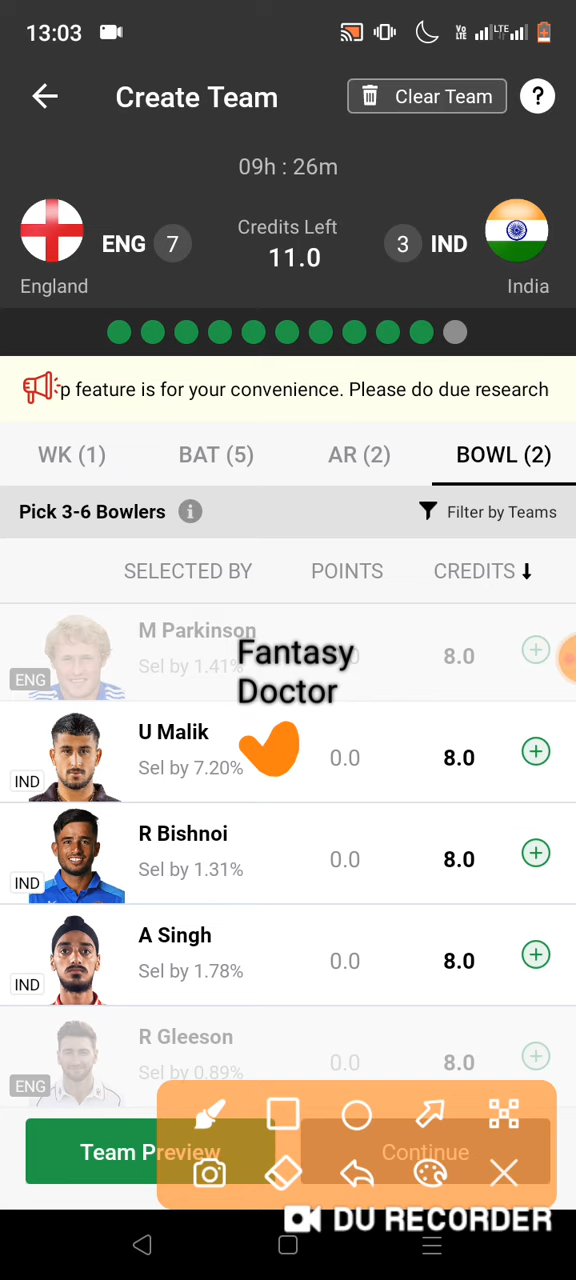 13:03
Vo LTE LTE
Create Team
Clear Team
?
09h : 26m
ENG 7
Credits Left
11.0
3 IND
England
India
p feature is for your convenience. Please do due research
WK (1)
BAT (5)
AR (2)
BOWL (2)
Pick 3-6 Bowlers i
Filter by Teams
SELECTED BY
POINTS
CREDITS
M Parkinson
Sel by 1.41%
8.0
ENG
Fantasy
Doctor
U Malik
Sel by 7.20%
0.0
8.0
IND
R Bishnoi
Sel by 1.31%
0.0
8.0
IND
A Singh
Sel by 1.78%
0.0
8.0
IND
R Gleeson
Sel by 0.89%
0.0
8.0
ENG
Team Preview
Continue
DU RECORDER